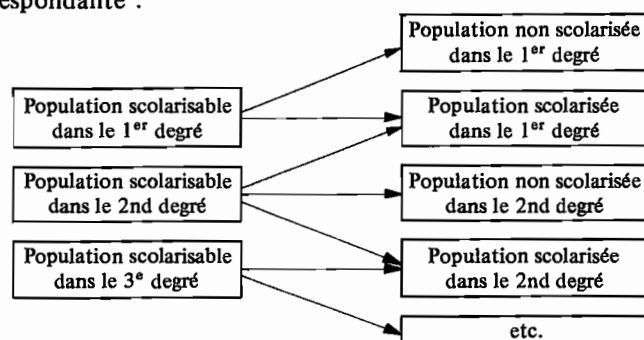 Population non scolarisée
dans le 1er degré
Population scolarisable
dans le 1er degré
Population scolarisée
dans le 1er degré
Population scolarisable
dans le 2nd degré
Population non scolarisée
dans le 2nd degré
Population scolarisable
dans le 3e degré
Population scolarisée
dans le 2nd degré
etc.